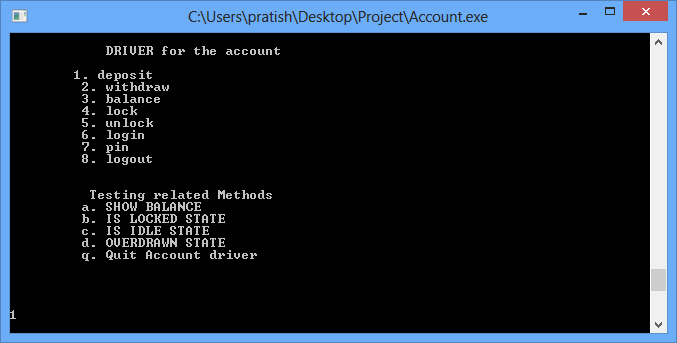 C:\Users\pratish\Desktop\Project\Account.exe
DRIVER for the account
1. deposit
2. withdraw
3. balance
4. lock
5. unlock
6. login
7. pin
8. logout
Testing related Methods
a. SHOW BALANCE
b. IS LOCKED STATE
c. IS IDLE STATE
d. OVERDRAWN STATE
q. Quit Account driver
1